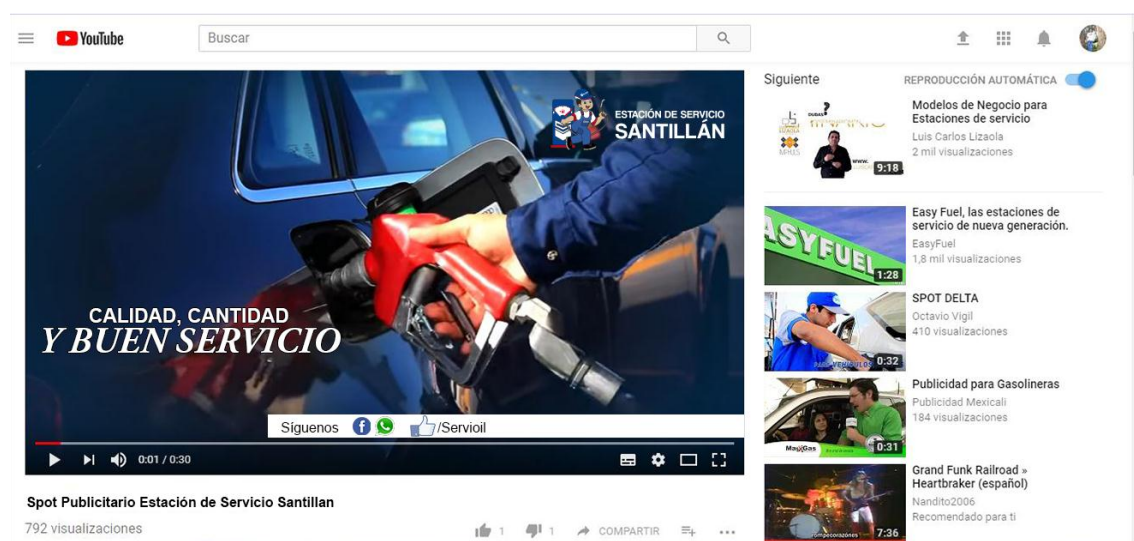 YouTube
Buscar
ESTACIÓN DE SERVICIO
SANTILLÁN
CALIDAD, CANTIDAD
Y BUEN SERVICIO
Síguenos
/Servioil
0:01 / 0:30
Spot Publicitario Estación de Servicio Santillan
792 visualizaciones
1
1
COMPARTIR
Siguiente
REPRODUCCIÓN AUTOMÁTICA
9:18
Modelos de Negocio para
Estaciones de servicio
Luis Carlos Lizaola
2 mil visualizaciones
ASYFUEL
1:28
Easy Fuel, las estaciones de
servicio de nueva generación.
EasyFuel
1,8 mil visualizaciones
0:32
SPOT DELTA
Octavio Vigil
410 visualizaciones
MaxiGas
0:31
Publicidad para Gasolineras
Publicidad Mexicali
184 visualizaciones
7:36
Grand Funk Railroad »
Heartbraker (español)
Nandito2006
Recomendado para ti